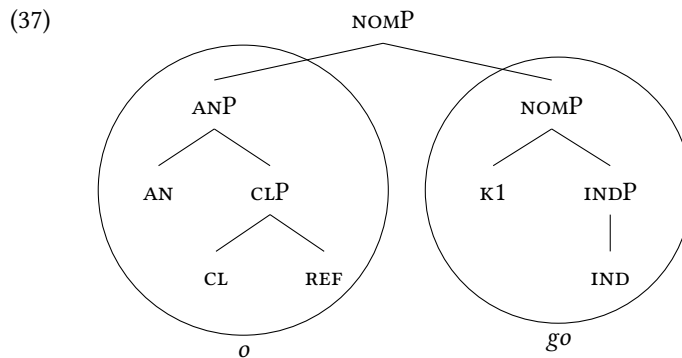 (37) NOMP
ANP NOMP
AN CLP K1 INDP
CL REF IND
o go